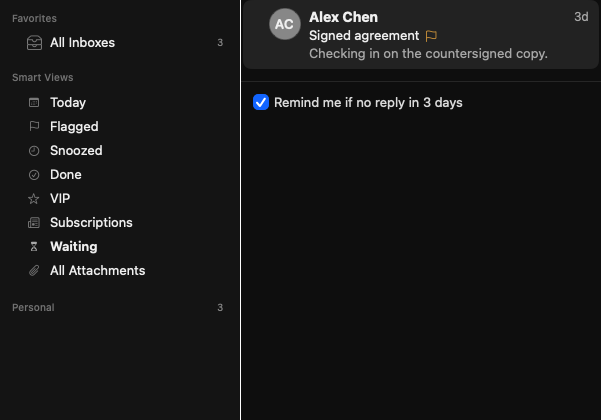 Favorites
All Inboxes 3
Smart Views
Today
Flagged
Snoozed
Done
VIP
Subscriptions
Waiting
All Attachments
Personal 3
AC
Alex Chen 3d
Signed agreement
Checking in on the countersigned copy.
Remind me if no reply in 3 days